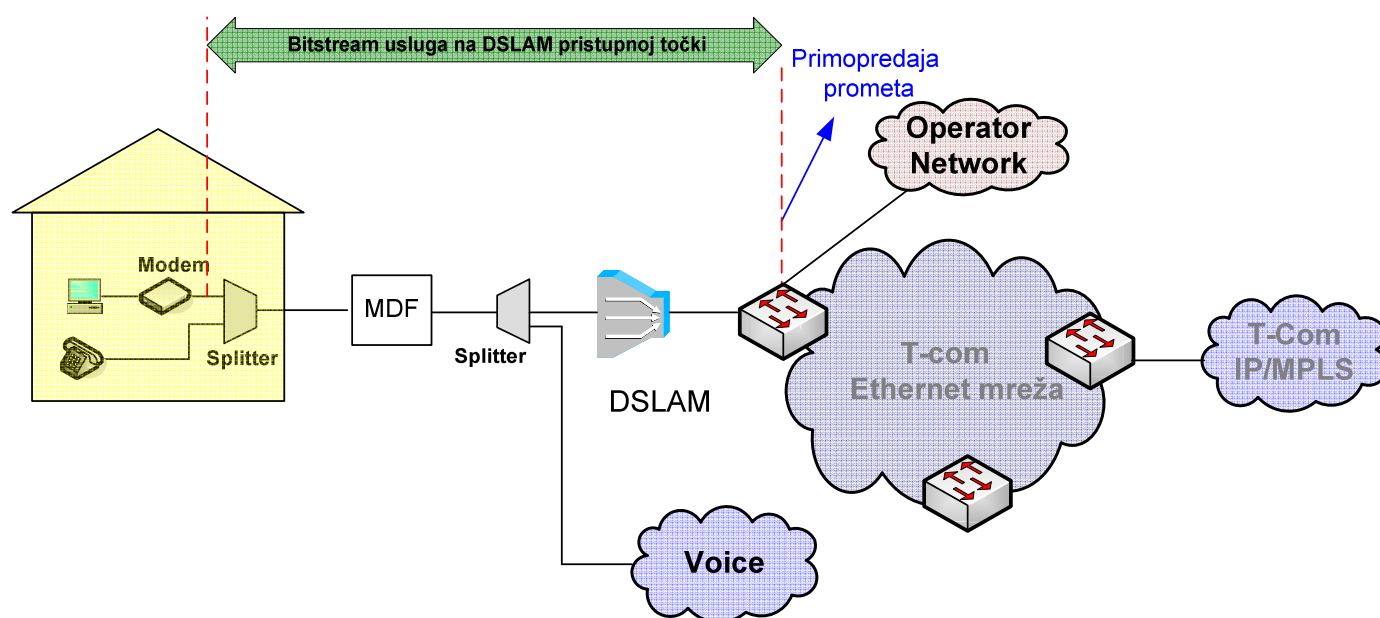 Bitstream usluga na DSLAM pristupnoj točki
Primopredaja
prometa
Operator
Network
Modem
Splitter
MDF
Splitter
DSLAM
T-com
Ethernet mreža
T-Com
IP/MPLS
Voice